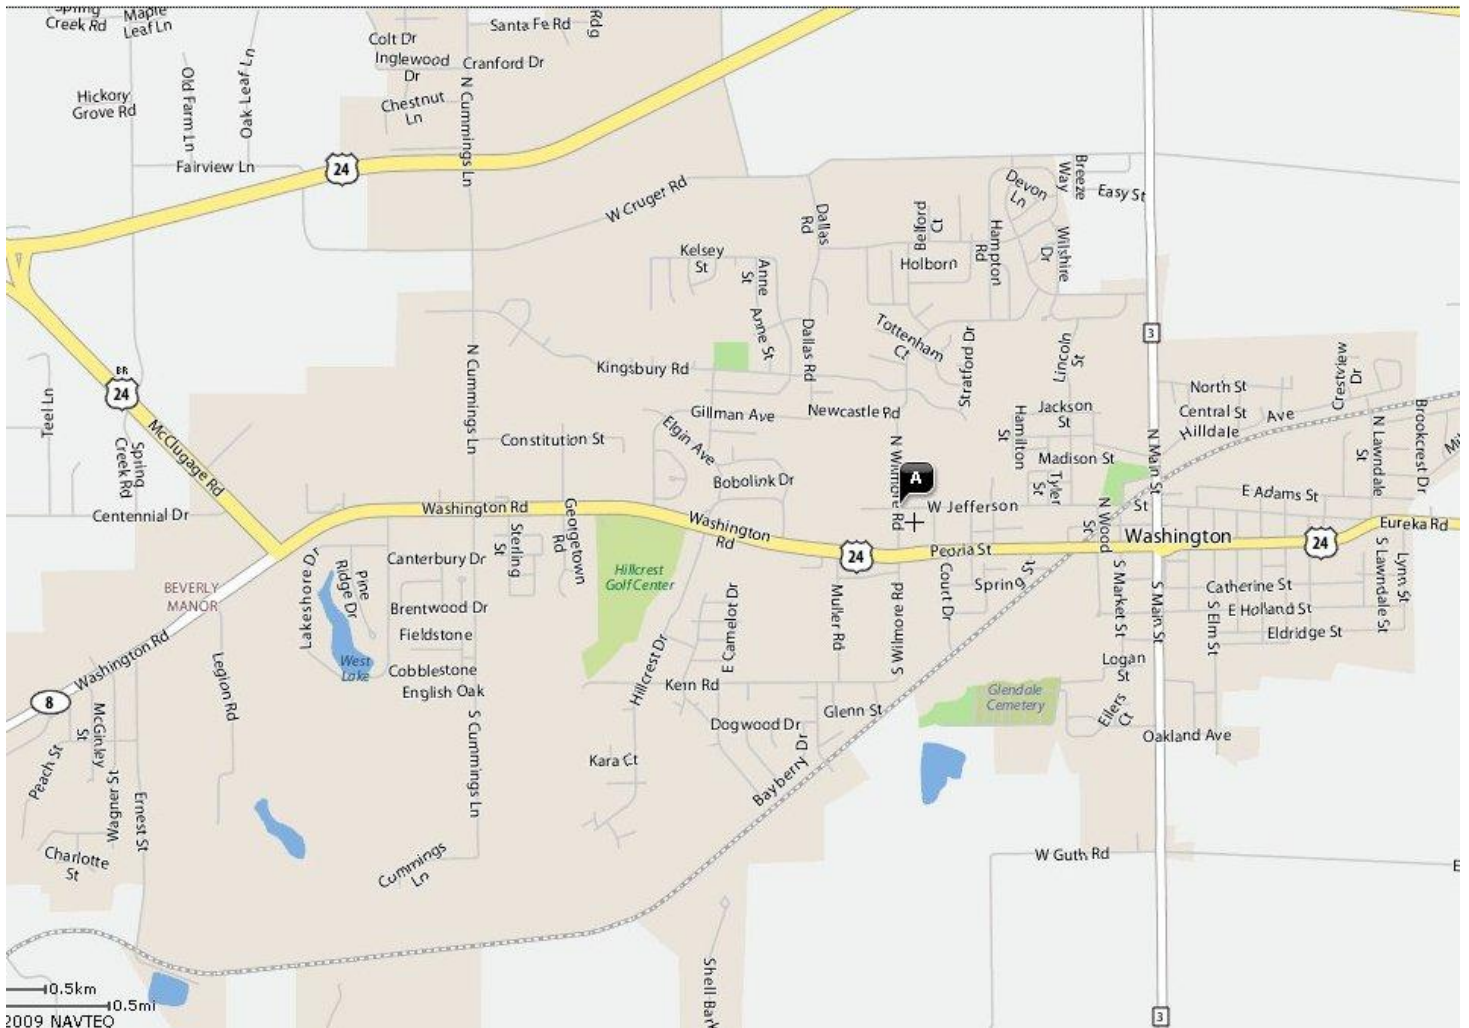 Spring
Creek Rd
Maple
Leaf Ln
Santa Fe Rd
Rdg
Colt Dr
Inglewood
Dr
Cranford Dr
Chestnut
Ln
N Cummings Ln
Hickory
Grove Rd
Old Farm Ln
Oak Leaf Ln
Fairview Ln
24
W Cruger Rd
Dallas
Rd
Belford
Ct
Devon
Ln
Breeze
Way
Easy St
Hampton
Rd
Wilshire
Dr
Kelsey
St
Anne
St
Holborn
Anne St
Dallas Rd
Tottenham
Ct
Stratford Dr
Lincoln
St
3
N Cummings Ln
Kingsbury Rd
BR
24
Teel Ln
McClugage Rd
Spring
Creek Rd
Centennial Dr
Gillman Ave
Newcastle Rd
Elgin Ave
Constitution St
Bobolink Dr
N Wilmore Rd
A
Hamilton
St
Jackson
St
Madison St
Tyler
St
North St
Central St
Hilldale
Ave
Crestview
Dr
N Lawndale
St
Brookcrest Dr
N Main St
W Jefferson
St
E Adams St
Washington Rd
Georgetown
Rd
Sterling
St
Washington
Rd
24
Peoria St
N Wood
St
Washington
24
Eureka Rd
Canterbury Dr
Hillcrest
Golf Center
BEVERLY
MANOR
Lakeshore Dr
Pine
Ridge Dr
Brentwood Dr
Fieldstone
Cobblestone
English Oak
West
Lake
E Camelot Dr
Muller Rd
S Wilmore Rd
Court Dr
Spring St
S Market St
S Main St
Catherine St
S Elm St
E Holland St
Eldridge St
S Lawndale St
Lynn St
Washington Rd
8
Legion Rd
Hillcrest Dr
Kern Rd
Logan
St
Glendale
Cemetery
Eilers
Ct
Oakland Ave
Dogwood Dr
Glenn St
Bayberry
Dr
Kara Ct
S Cummings Ln
McGinley
St
Peach St
Wagner St
Ernest St
Charlotte
St
Cummings
Ln
W Guth Rd
E
Shell Bark
0.5km
0.5mi
2009 NAVTEQ
3